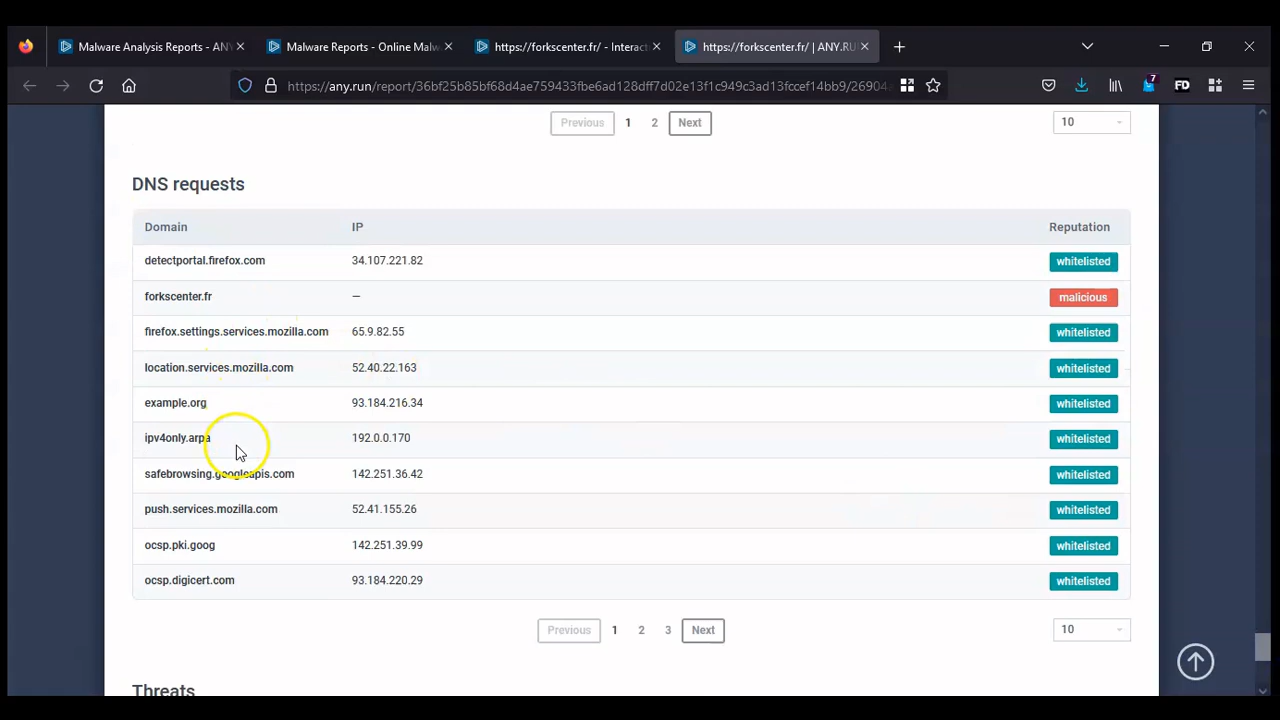 Malware Analysis Reports - ANY
Malware Reports - Online Malw
https://forkscenter.fr/ - Interac
https://forkscenter.fr/ | ANY.RU
https://any.run/report/36bf25b85bf68d4ae759433fbe6ad128dff7d02e13f1c949c3ad13fccef14bb9/26904
7
FD
Previous 1 2 Next 10
DNS requests
Domain IP Reputation
detectportal.firefox.com 34.107.221.82 whitelisted
forkscenter.fr — malicious
firefox.settings.services.mozilla.com 65.9.82.55 whitelisted
location.services.mozilla.com 52.40.22.163 whitelisted
example.org 93.184.216.34 whitelisted
ipv4only.arpa 192.0.0.170 whitelisted
safebrowsing.googleapis.com 142.251.36.42 whitelisted
push.services.mozilla.com 52.41.155.26 whitelisted
ocsp.pki.goog 142.251.39.99 whitelisted
ocsp.digicert.com 93.184.220.29 whitelisted
Previous 1 2 3 Next 10
Threats